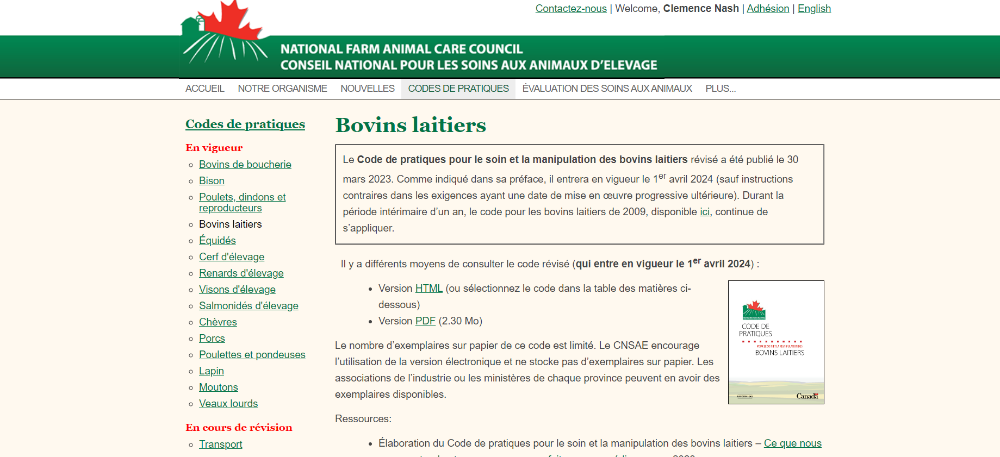 Contactez-nous | Welcome, Clemence Nash | Adhésion | English
NATIONAL FARM ANIMAL CARE COUNCIL
CONSEIL NATIONAL POUR LES SOINS AUX ANIMAUX D'ELEVAGE
ACCUEIL NOTRE ORGANISME NOUVELLES CODES DE PRATIQUES ÉVALUATION DES SOINS AUX ANIMAUX PLUS...
Codes de pratiques
En vigueur
Bovins de boucherie
Bison
Poulets, dindons et
reproducteurs
Bovins laitiers
Équidés
Cerf d'élevage
Renards d'élevage
Visons d'élevage
Salmonidés d'élevage
Chèvres
Porcs
Poulettes et pondeuses
Lapin
Moutons
Veaux lourds
En cours de révision
Transport
Bovins laitiers
Le Code de pratiques pour le soin et la manipulation des bovins laitiers révisé a été publié le 30
mars 2023. Comme indiqué dans sa préface, il entrera en vigueur le 1er avril 2024 (sauf instructions
contraires dans les exigences ayant une date de mise en œuvre progressive ultérieure). Durant la
période intérimaire d’un an, le code pour les bovins laitiers de 2009, disponible ici, continue de
s’appliquer.
Il y a différents moyens de consulter le code révisé (qui entre en vigueur le 1er avril 2024) :
Version HTML (ou sélectionnez le code dans la table des matières ci-
dessous)
Version PDF (2.30 Mo)
CODE DE
PRATIQUES
POUR LE SOIN ET LA MANIPULATION DES
BOVINS LAITIERS
Canada
Le nombre d’exemplaires sur papier de ce code est limité. Le CNSAE encourage
l’utilisation de la version électronique et ne stocke pas d’exemplaires sur papier. Les
associations de l’industrie ou les ministères de chaque province peuvent en avoir des
exemplaires disponibles.
Ressources:
Élaboration du Code de pratiques pour le soin et la manipulation des bovins laitiers – Ce que nous